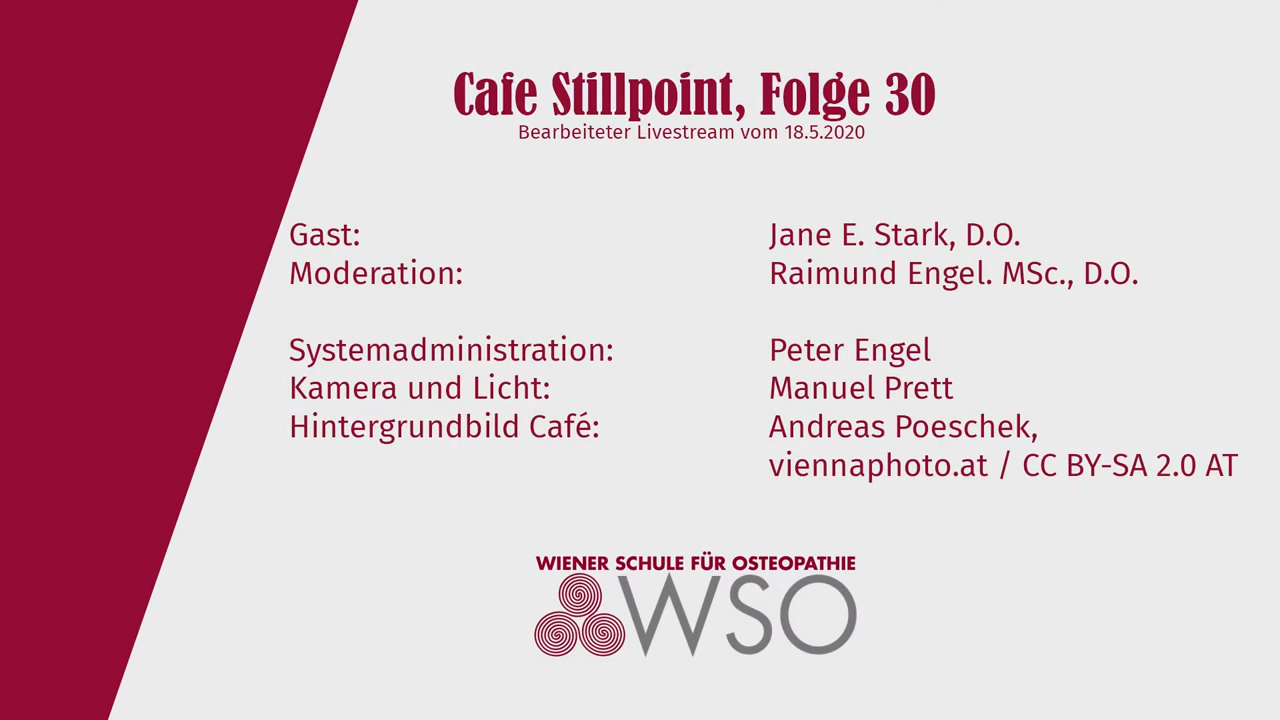 Cafe Stillpoint, Folge 30
Bearbeiteter Livestream vom 18.5.2020
Gast: Jane E. Stark, D.O.
Moderation: Raimund Engel. MSc., D.O.
Systemadministration: Peter Engel
Kamera und Licht: Manuel Prett
Hintergrundbild Café: Andreas Poeschek,
viennaphoto.at / CC BY-SA 2.0 AT
WIENER SCHULE FÜR OSTEOPATHIE
WSO